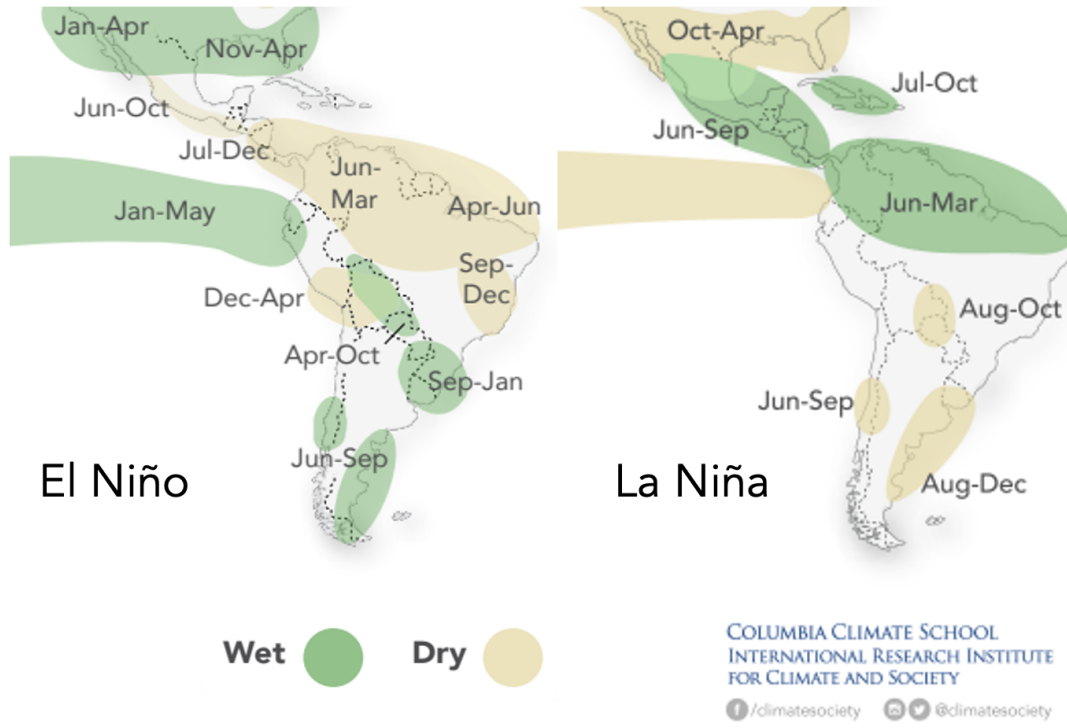 Jan-Apr
Nov-Apr
Jun-Oct
Jul-Dec
Jun-
Mar
Apr-Jun
Jan-May
Sep-
Dec
Dec-Apr
Apr-Oct
Sep-Jan
Jun-Sep
El Niño
Oct-Apr
Jul-Oct
Jun-Sep
Jun-Mar
Aug-Oct
Jun-Sep
Aug-Dec
La Niña
Wet
Dry
COLUMBIA CLIMATE SCHOOL
INTERNATIONAL RESEARCH INSTITUTE
FOR CLIMATE AND SOCIETY
/climatesociety
@climatesociety